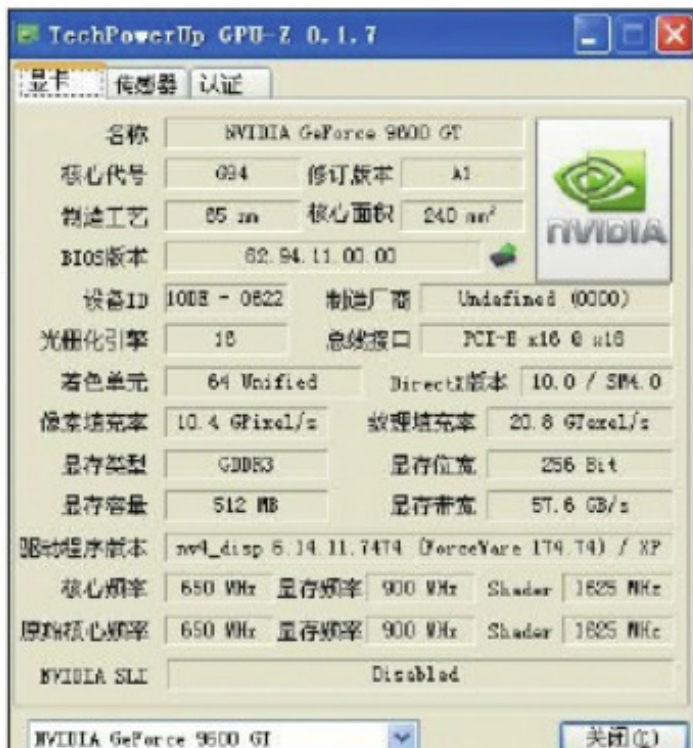 TechPowerUp GPU-Z 0.1.7
显卡 传感器 认证
名称 NVIDIA GeForce 9600 GT
核心代号 G94 修订版本 A1
制造工艺 65 nm 核心面积 240 mm²
nVIDIA
BIOS版本 62.94.11.00.00
设备ID 10DE - 0622 制造厂商 Undefined (0000)
光栅化引擎 16 总线接口 PCI-E x16 @ x16
着色单元 64 Unified DirectX版本 10.0 / SM4.0
像素填充率 10.4 GPixel/s 纹理填充率 20.8 GTexel/s
显存类型 GDDR3 显存位宽 256 Bit
显存容量 512 MB 显存带宽 57.6 GB/s
驱动程序版本 nv4_disp 6.14.11.7474 (ForceWare 174.74) / XP
核心频率 650 MHz 显存频率 900 MHz Shader 1625 MHz
原始核心频率 650 MHz 显存频率 900 MHz Shader 1625 MHz
NVIDIA SLI Disabled
NVIDIA GeForce 9600 GT 关闭(C)